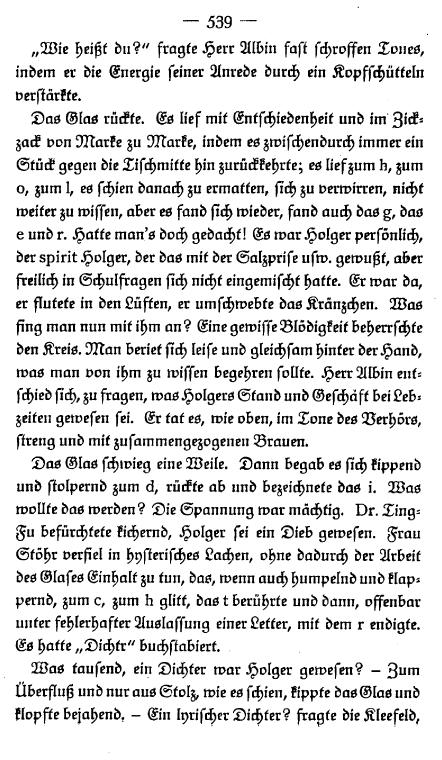 — 539 —
„Wie heißt du?“ fragte Herr Albin fast schroffen Tones,
indem er die Energie seiner Anrede durch ein Kopfschütteln
verstärkte.
Das Glas rückte. Es lief mit Entschiedenheit und im Zick-
zack von Marke zu Marke, indem es zwischendurch immer ein
Stück gegen die Tischmitte hin zurückkehrte; es lief zum h, zum
o, zum l, es schien danach zu ermatten, sich zu verwirren, nicht
weiter zu wissen, aber es fand sich wieder, fand auch das g, das
e und r. Hatte man's doch gedacht! Es war Holger persönlich,
der spirit Holger, der das mit der Salzprise usw. gewußt, aber
freilich in Schulfragen sich nicht eingemischt hatte. Er war da,
er flutete in den Lüften, er umschwebte das Kränzchen. Was
fing man nun mit ihm an? Eine gewisse Blödigkeit beherrschte
den Kreis. Man beriet sich leise und gleichsam hinter der Hand,
was man von ihm zu wissen begehren sollte. Herr Albin ent-
schied sich, zu fragen, was Holgers Stand und Geschäft bei Leb-
zeiten gewesen sei. Er tat es, wie oben, im Tone des Verhörs,
streng und mit zusammengezogenen Brauen.
Das Glas schwieg eine Weile. Dann begab es sich kippend
und stolpernd zum d, rückte ab und bezeichnete das i. Was
wollte das werden? Die Spannung war mächtig. Dr. Ting-
Fu befürchtete kichernd, Holger sei ein Dieb gewesen. Frau
Stöhr verfiel in hysterisches Lachen, ohne dadurch der Arbeit
des Glases Einhalt zu tun, das, wenn auch humpelnd und klap-
pernd, zum c, zum h glitt, das t berührte und dann, offenbar
unter fehlerhafter Auslassung einer Letter, mit dem r endigte.
Es hatte „Dichtr“ buchstabiert.
Was tausend, ein Dichter war Holger gewesen? – Zum
Überfluß und nur aus Stolz, wie es schien, kippte das Glas und
klopfte bejahend. – Ein lyrischer Dichter? fragte die Kleefeld,